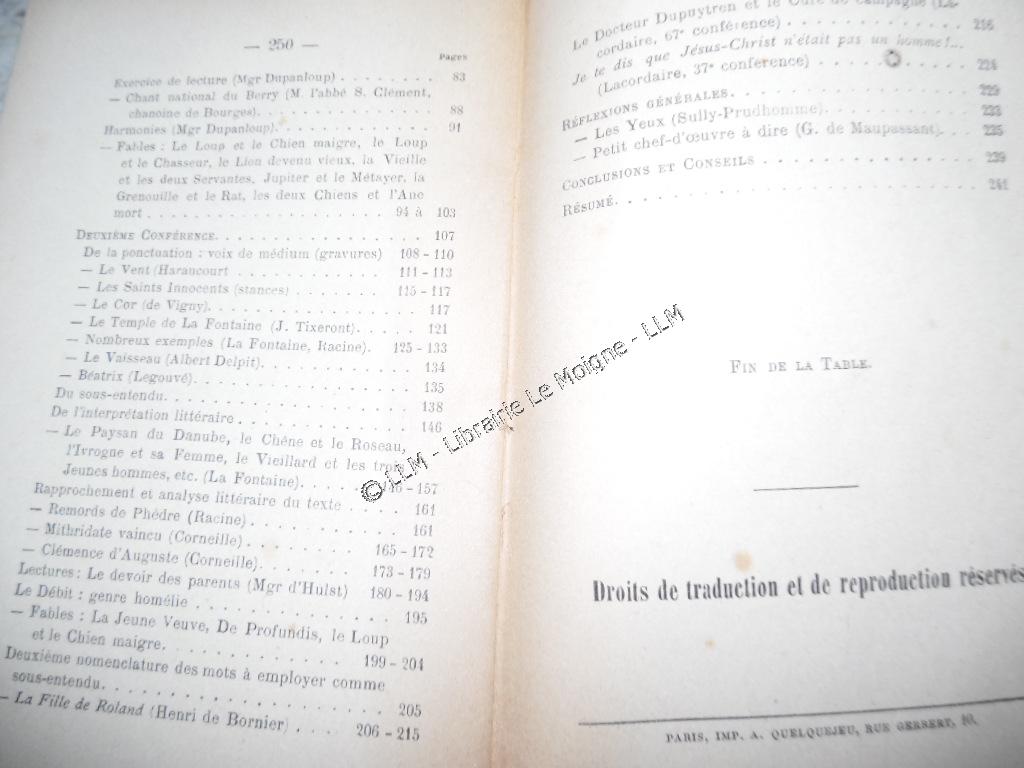 — 250 —
Pages
Exercice de lecture (Mgr Dupanloup) . . . . . . . . 83
— Chant national du Berry (M. l'abbé S. Clément,
chanoine de Bourges). . . . . . . . . . . . . 88
Harmonies (Mgr Dupanloup). . . . . . . . . . . . 91
— Fables : Le Loup et le Chien maigre, le Loup
et le Chasseur, le Lion devenu vieux, la Vieille
et les deux Servantes, Jupiter et le Métayer, la
Grenouille et le Rat, les deux Chiens et l'Ane
mort . . . . . . . . . . . . . . . . . 94 à 103
Deuxième Conférence. . . . . . . . . . . . . . . 107
De la ponctuation : voix de médium (gravures) 108-110
— Le Vent (Haraucourt . . . . . . . . . . 111-113
— Les Saints Innocents (stances) . . . . . . . 115-117
— Le Cor (de Vigny). . . . . . . . . . . . . . 117
— Le Temple de La Fontaine (J. Tixeront). . . . . 121
— Nombreux exemples (La Fontaine, Racine). 125-133
— Le Vaisseau (Albert Delpit). . . . . . . . . . 134
— Béatrix (Legouvé). . . . . . . . . . . . . . 135
Du sous-entendu. . . . . . . . . . . . . . . . 138
De l'interprétation littéraire . . . . . . . . . . . 146
— Le Paysan du Danube, le Chêne et le Roseau,
l'Ivrogne et sa Femme, le Vieillard et les trois
Jeunes hommes, etc. (La Fontaine). . . . -157
Rapprochement et analyse littéraire du texte . . . . 161
— Remords de Phèdre (Racine) . . . . . . . . . 161
— Mithridate vaincu (Corneille) . . . . . . . 165-172
— Clémence d'Auguste (Corneille). . . . . . 173-179
Lectures : Le devoir des parents (Mgr d'Hulst) 180-194
Le Débit : genre homélie . . . . . . . . . . . . 195
— Fables : La Jeune Veuve, De Profundis, le Loup
et le Chien maigre. . . . . . . . . . . . 199-204
Deuxième nomenclature des mots à employer comme
sous-entendu. . . . . . . . . . . . . . . . . 205
— La Fille de Roland (Henri de Bornier) . . . . 206-215
Le Docteur Dupuytren et le Curé de campagne (La-
cordaire, 67e conférence) . . . . . . . . . . . 216
Je te dis que Jésus-Christ n'était pas un homme!...
(Lacordaire, 37e conférence) . . . . . . . . . 224
Réflexions générales. . . . . . . . . . . . . . 229
— Les Yeux (Sully-Prudhomme). . . . . . . . . 233
— Petit chef-d'œuvre à dire (G. de Maupassant). . . 235
Conclusions et Conseils . . . . . . . . . . . . 239
Résumé. . . . . . . . . . . . . . . . . . . . 241
Fin de la Table.
Droits de traduction et de reproduction réservés
PARIS, IMP. A. QUELQUEJEU, RUE GERBERT, 10.
© LLM - Librairie Le Moigne - LLM